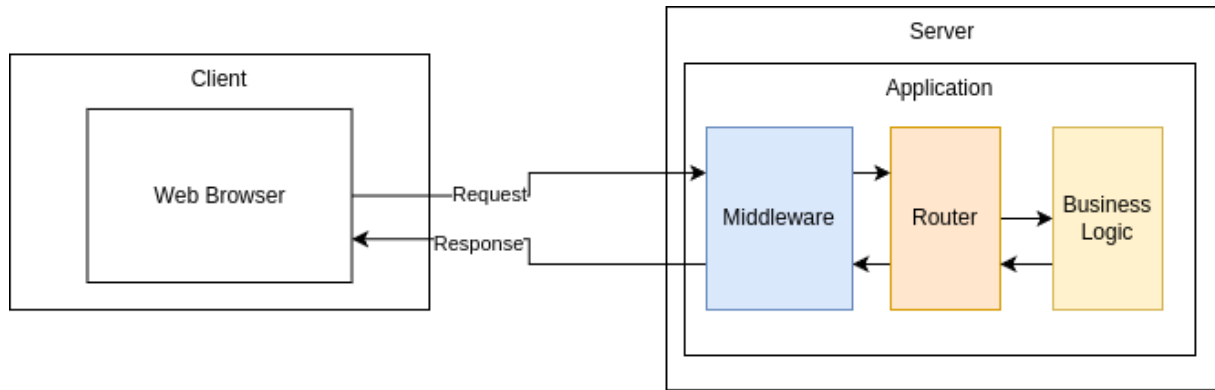 Server
Client
Application
Web Browser
Request
Response
Middleware
Router
Business
Logic